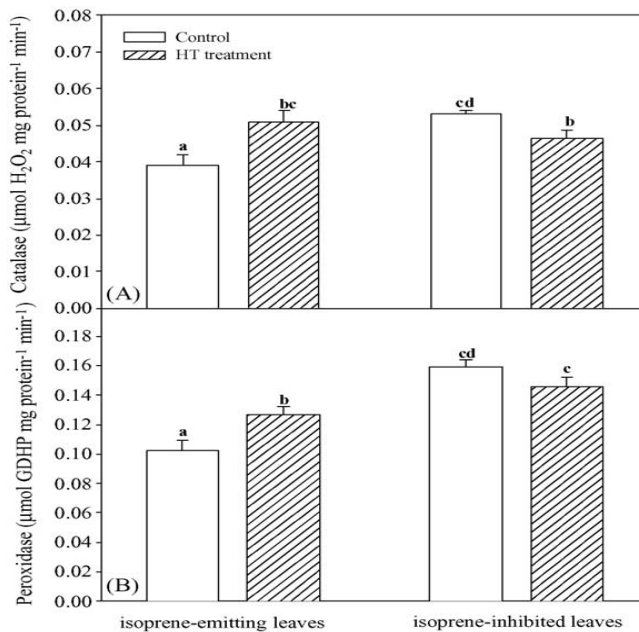 Catalase (µmol H₂O₂ mg protein⁻¹ min⁻¹)
0.08
0.07
0.06
0.05
0.04
0.03
0.02
0.01
0.00
Control
HT treatment
a
bc
cd
b
(A)
Peroxidase (µmol GDHP mg protein⁻¹ min⁻¹)
0.18
0.16
0.14
0.12
0.10
0.08
0.06
0.04
0.02
0.00
a
b
cd
c
(B)
isoprene-emitting leaves
isoprene-inhibited leaves